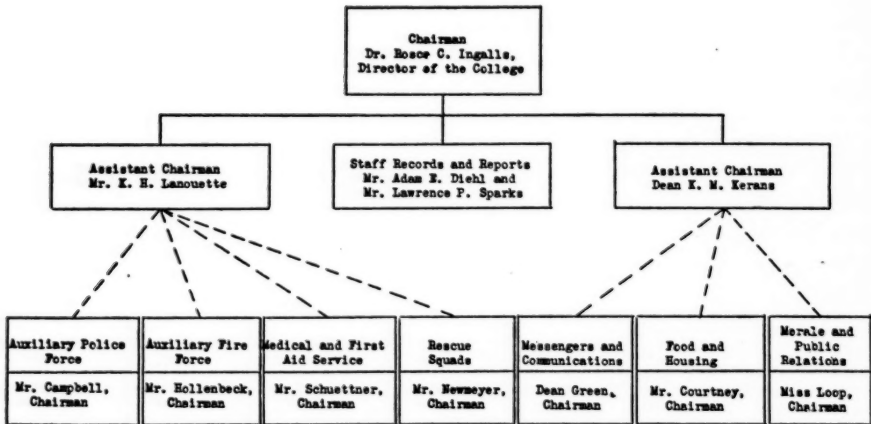 Chairman
Dr. Rosco C. Ingalls,
Director of the College
Assistant Chairman
Mr. K. H. Lanouette
Staff Records and Reports
Mr. Adam E. Diehl and
Mr. Lawrence P. Sparks
Assistant Chairman
Dean K. M. Kerans
Auxiliary Police
Force
Mr. Campbell,
Chairman
Auxiliary Fire
Force
Mr. Hollenbeck,
Chairman
Medical and First
Aid Service
Mr. Schuettner,
Chairman
Rescue
Squads
Mr. Newmeyer,
Chairman
Messengers and
Communications
Dean Green,
Chairman
Food and
Housing
Mr. Courtney,
Chairman
Morale and
Public
Relations
Miss Loop,
Chairman